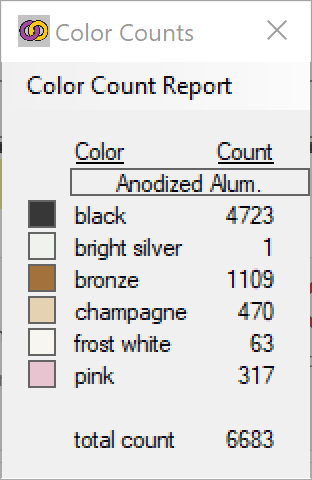 Color Counts
Color Count Report
Color Count
Anodized Alum.
black 4723
bright silver 1
bronze 1109
champagne 470
frost white 63
pink 317
total count 6683